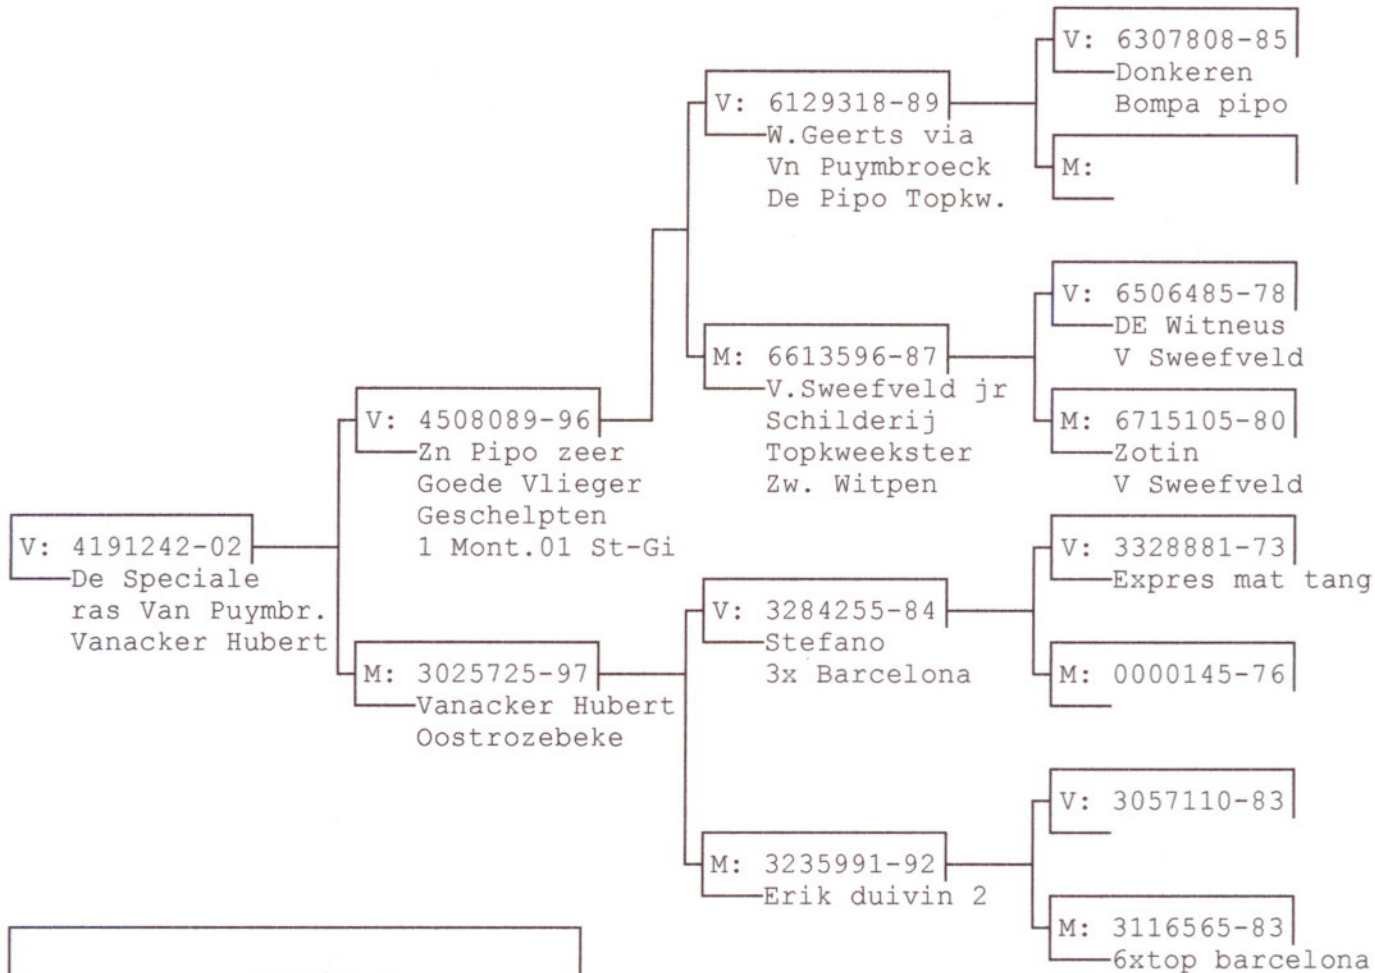 V: 4191242-02
De Speciale
ras Van Puymbr.
Vanacker Hubert
V: 4508089-96
Zn Pipo zeer
Goede Vlieger
Geschelpten
1 Mont.01 St-Gi
M: 3025725-97
Vanacker Hubert
Oostrozebeke
V: 6129318-89
W.Geerts via
Vn Puymbroeck
De Pipo Topkw.
M: 6613596-87
V.Sweefveld jr
Schilderij
Topkweekster
Zw. Witpen
V: 3284255-84
Stefano
3x Barcelona
M: 3235991-92
Erik duivin 2
V: 6307808-85
Donkeren
Bompa pipo
M:
V: 6506485-78
DE Witneus
V Sweefveld
M: 6715105-80
Zotin
V Sweefveld
V: 3328881-73
Expres mat tang
M: 0000145-76
V: 3057110-83
M: 3116565-83
6xtop barcelona